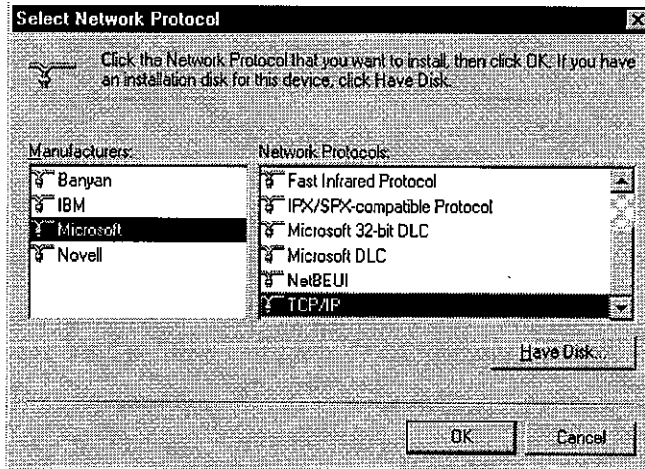 Select Network Protocol
Click the Network Protocol that you want to install, then click OK. If you have
an installation disk for this device, click Have Disk.
Manufacturers:
Banyan
IBM
Microsoft
Novell
Network Protocols:
Fast Infrared Protocol
IPX/SPX-compatible Protocol
Microsoft 32-bit DLC
Microsoft DLC
NetBEUI
TCP/IP
Have Disk...
OK
Cancel